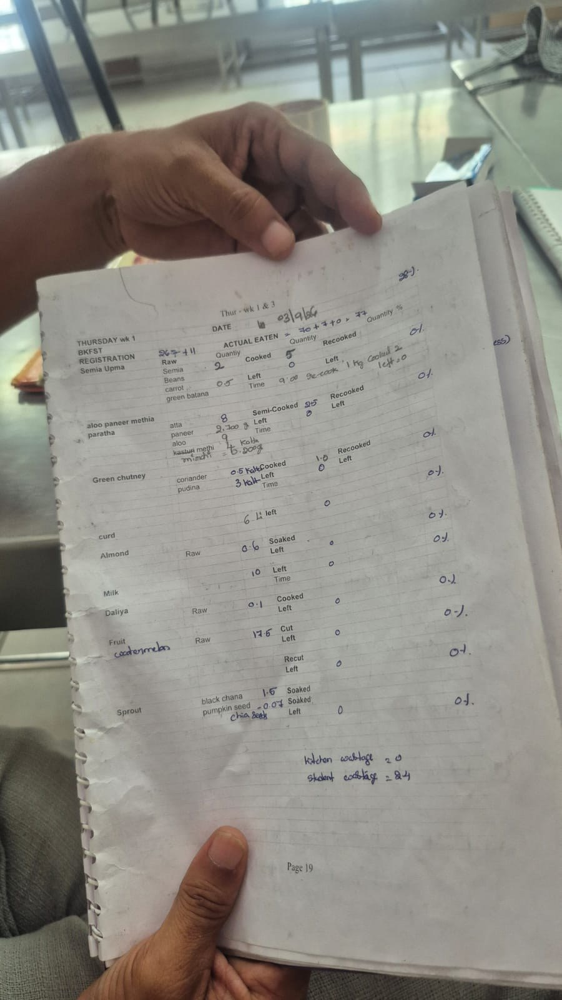 Thur - wk 1 & 3
28%
THURSDAY wk 1 DATE 03/9/26
BKFST ACTUAL EATEN = 70+7+0 = 77
REGISTRATION 267+11 Quantiy Quantity Quantity %
Semia Upma Raw Cooked 5 Recooked
Semia 2 0 Left 0%
Beans
carrot 0.5 Left 9:00 re-cook 1 kg cooked 2
green batana Time left=0
aloo paneer methia paratha atta 8 Semi-Cooked 25 Recooked 0%
paneer 2.700 g Left 0 Left
aloo 9 Time
kasturi methi 4 Katta
mirchi = 0.200g
Green chutney coriander 0.5 Katta Cooked 1.0 Recooked 0%
pudina 3 katt Left 0 Left
Time
curd 6 Li left 0 0%
Almond Raw 0.6 Soaked 0%
Left 0
Milk 10 Left 0 0%
Time
Daliya Raw 0.1 Cooked 0%
Left 0
Fruit Raw 17.5 Cut 0%
watermelon Left 0
Recut
Left 0 0%
Sprout black chana 1.5 Soaked
pumpkin seed - 0.07 Soaked
chia seeds Left 0 0%
kitchen wastage = 0
student wastage = 24
Page 19
ess)